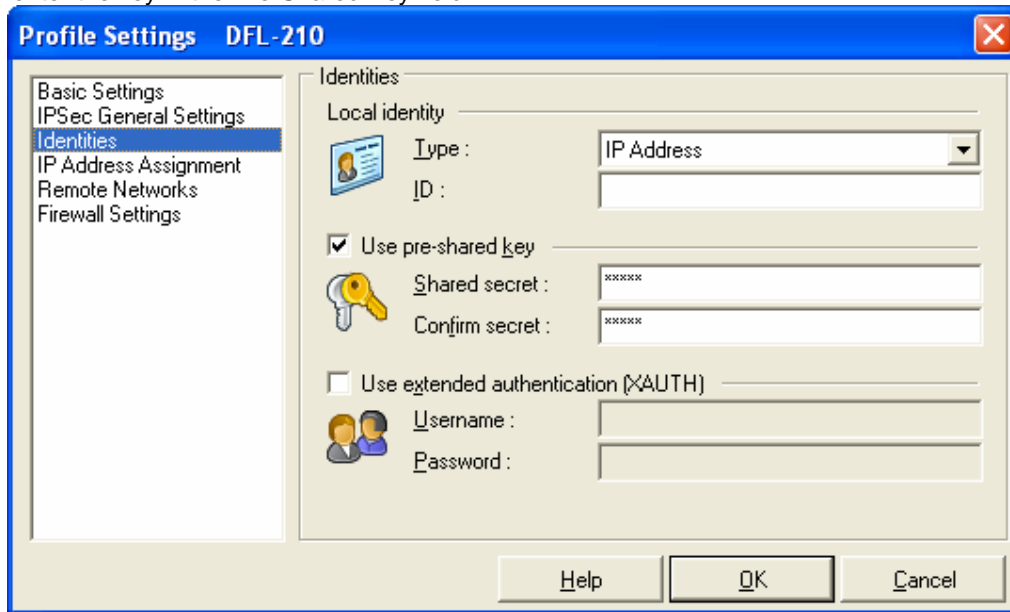 Profile Settings DFL-210
Basic Settings
IPSec General Settings
Identities
IP Address Assignment
Remote Networks
Firewall Settings
Identities
Local identity
Type : IP Address
ID :
Use pre-shared key
Shared secret : *****
Confirm secret : *****
Use extended authentication (XAUTH)
Username :
Password :
Help OK Cancel